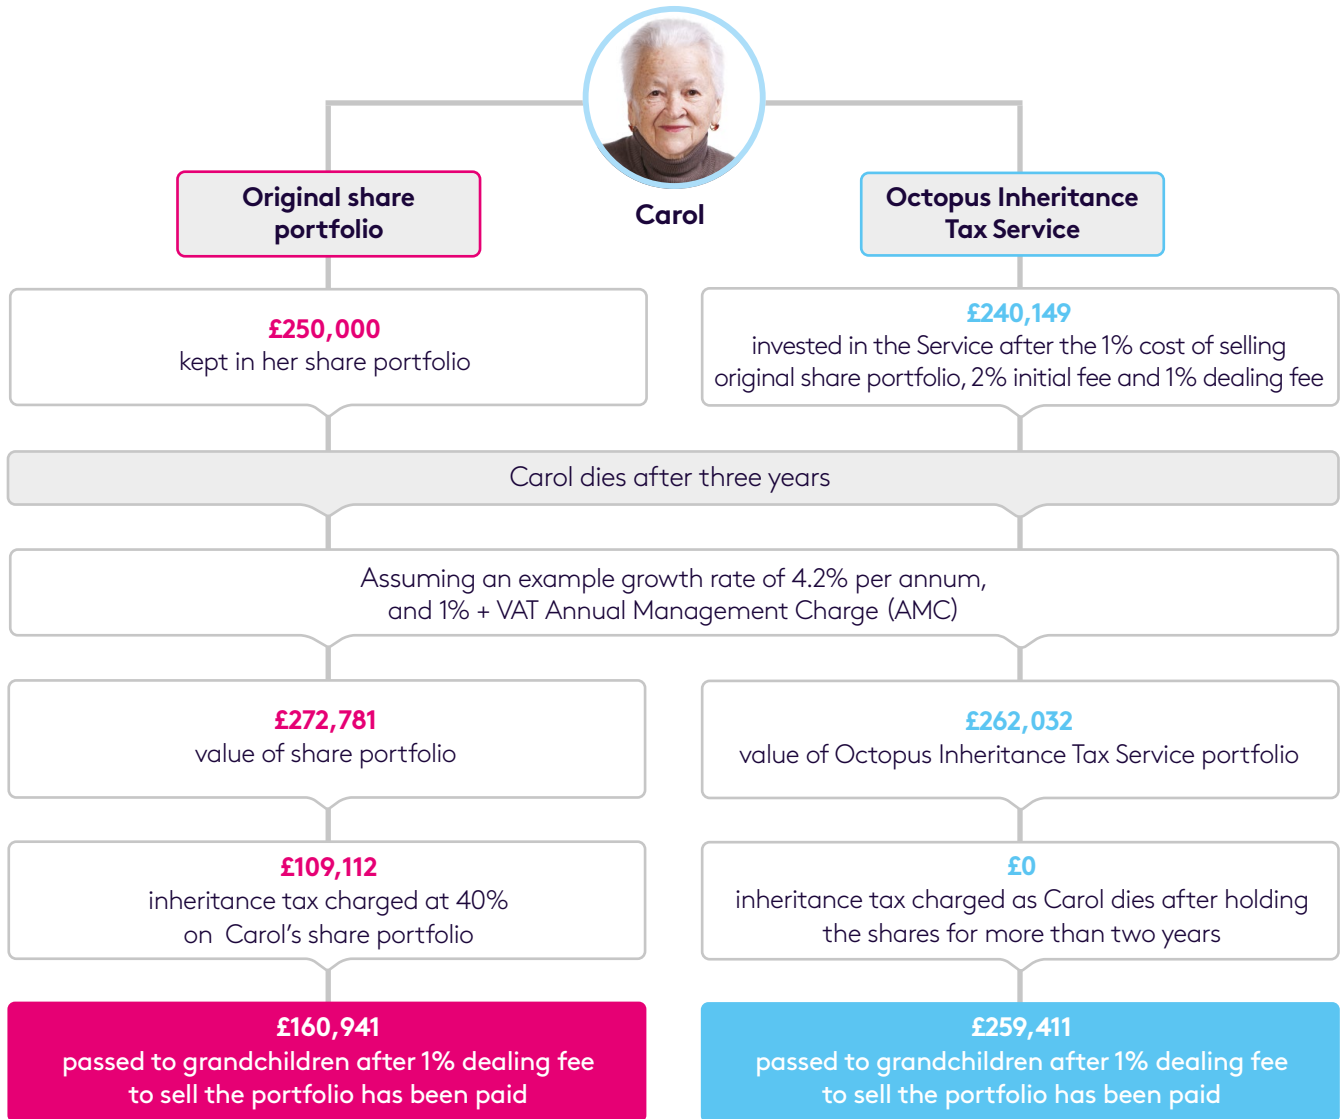 Carol
Original share
portfolio
Octopus Inheritance
Tax Service
£250,000
kept in her share portfolio
£240,149
invested in the Service after the 1% cost of selling
original share portfolio, 2% initial fee and 1% dealing fee
Carol dies after three years
Assuming an example growth rate of 4.2% per annum,
and 1% + VAT Annual Management Charge (AMC)
£272,781
value of share portfolio
£262,032
value of Octopus Inheritance Tax Service portfolio
£109,112
inheritance tax charged at 40%
on Carol's share portfolio
£0
inheritance tax charged as Carol dies after holding
the shares for more than two years
£160,941
passed to grandchildren after 1% dealing fee
to sell the portfolio has been paid
£259,411
passed to grandchildren after 1% dealing fee
to sell the portfolio has been paid